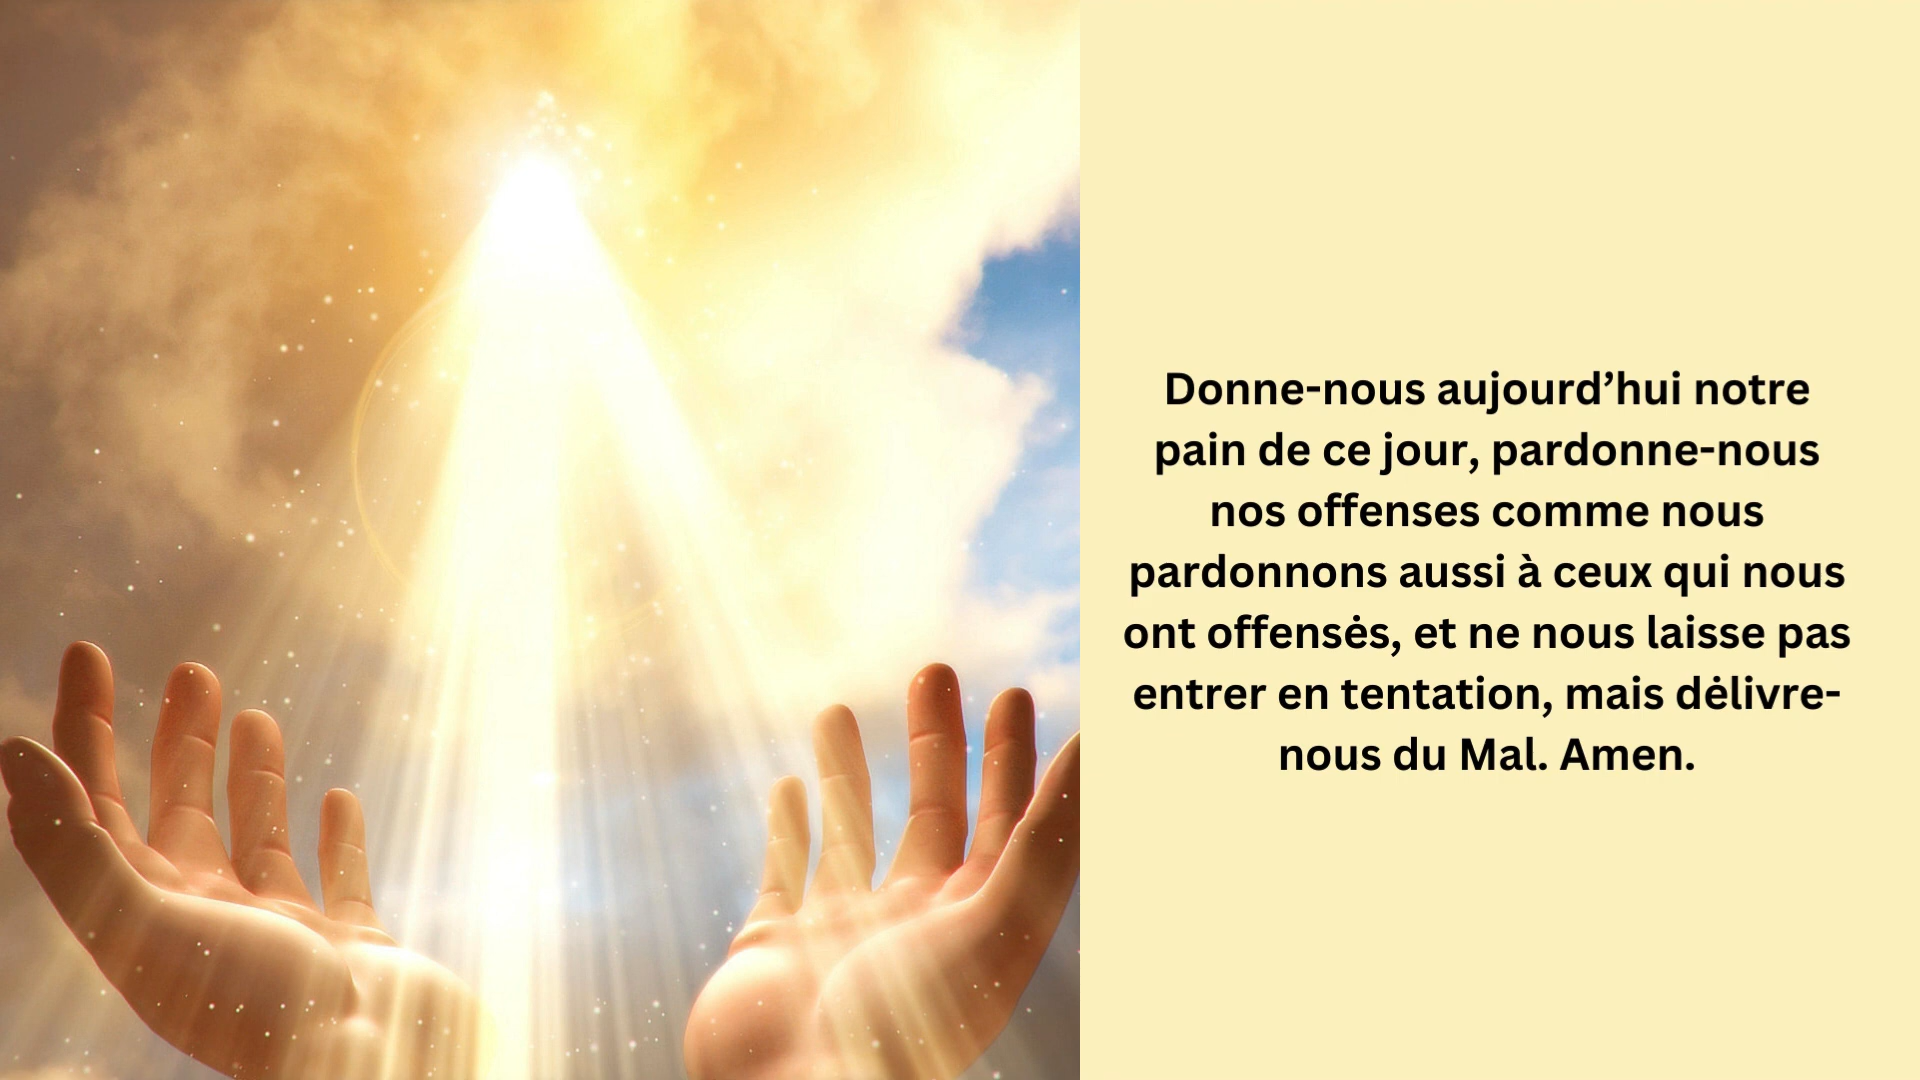 Donne-nous aujourd’hui notre
pain de ce jour, pardonne-nous
nos offenses comme nous
pardonnons aussi à ceux qui nous
ont offensės, et ne nous laisse pas
entrer en tentation, mais dėlivre-
nous du Mal. Amen.